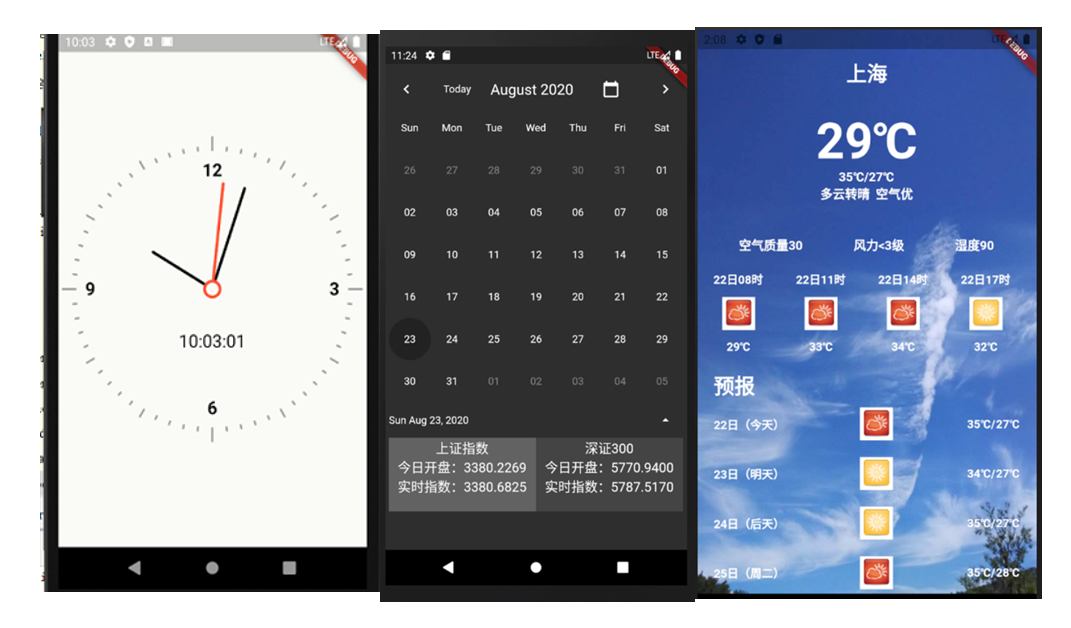 10:03
LTE
DEBUG
12
9
3
10:03:01
6
11:24
LTE
DEBUG
Today August 2020
Sun Mon Tue Wed Thu Fri Sat
26 27 28 29 30 31 01
02 03 04 05 06 07 08
09 10 11 12 13 14 15
16 17 18 19 20 21 22
23 24 25 26 27 28 29
30 31 01 02 03 04 05
Sun Aug 23, 2020
上证指数
今日开盘：3380.2269
实时指数：3380.6825
深证300
今日开盘：5770.9400
实时指数：5787.5170
2:08
LTE
DEBUG
上海
29℃
35℃/27℃
多云转晴 空气优
空气质量30 风力<3级 湿度90
22日08时 22日11时 22日14时 22日17时
29℃ 33℃ 34℃ 32℃
预报
22日（今天） 35℃/27℃
23日（明天） 34℃/27℃
24日（后天） 35℃/27℃
25日（周二） 35℃/28℃